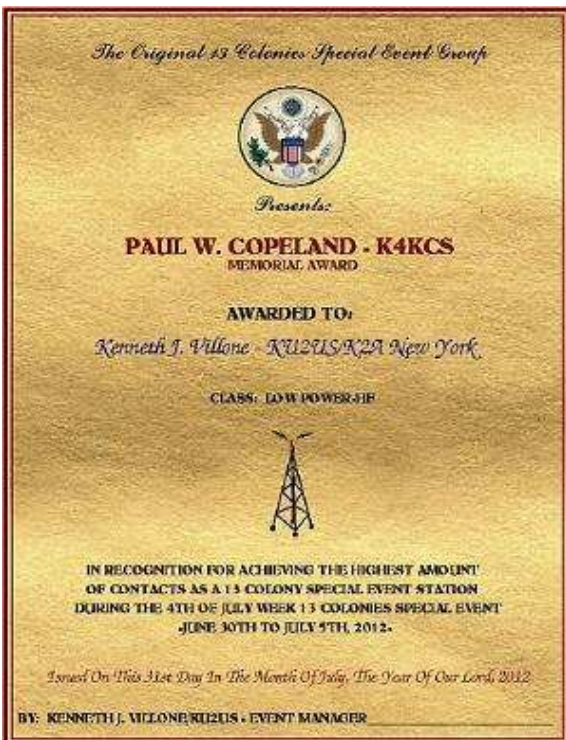 The Original 13 Colonies Special Event Group
Presents:
PAUL W. COPELAND - K4KCS
MEMORIAL AWARD
AWARDED TO:
Kenneth J. Villone - KU2US/K2A New York
CLASS: LOW POWER-HF
IN RECOGNITION FOR ACHIEVING THE HIGHEST AMOUNT
OF CONTACTS AS A 13 COLONY SPECIAL EVENT STATION
DURING THE 4TH OF JULY WEEK 13 COLONIES SPECIAL EVENT
-JUNE 30TH TO JULY 5TH, 2012-
Issued On This 31st Day In The Month Of July, The Year Of Our Lord, 2012
BY: KENNETH J. VILLONE/KU2US - EVENT MANAGER